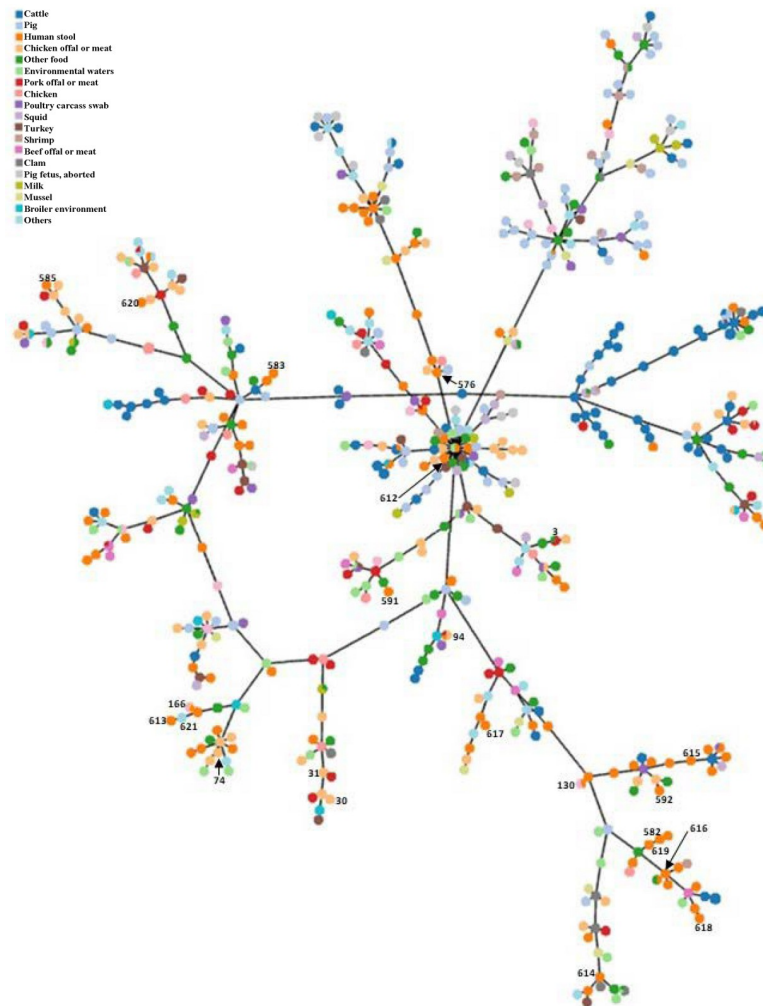 Cattle
Pig
Human stool
Chicken offal or meat
Other food
Environmental waters
Pork offal or meat
Chicken
Poultry carcass swab
Squid
Turkey
Shrimp
Beef offal or meat
Clam
Pig fetus, aborted
Milk
Mussel
Broiler environment
Others
585
620
583
576
612
3
591
94
166
613
621
74
31
30
617
130
615
592
582
616
619
618
614